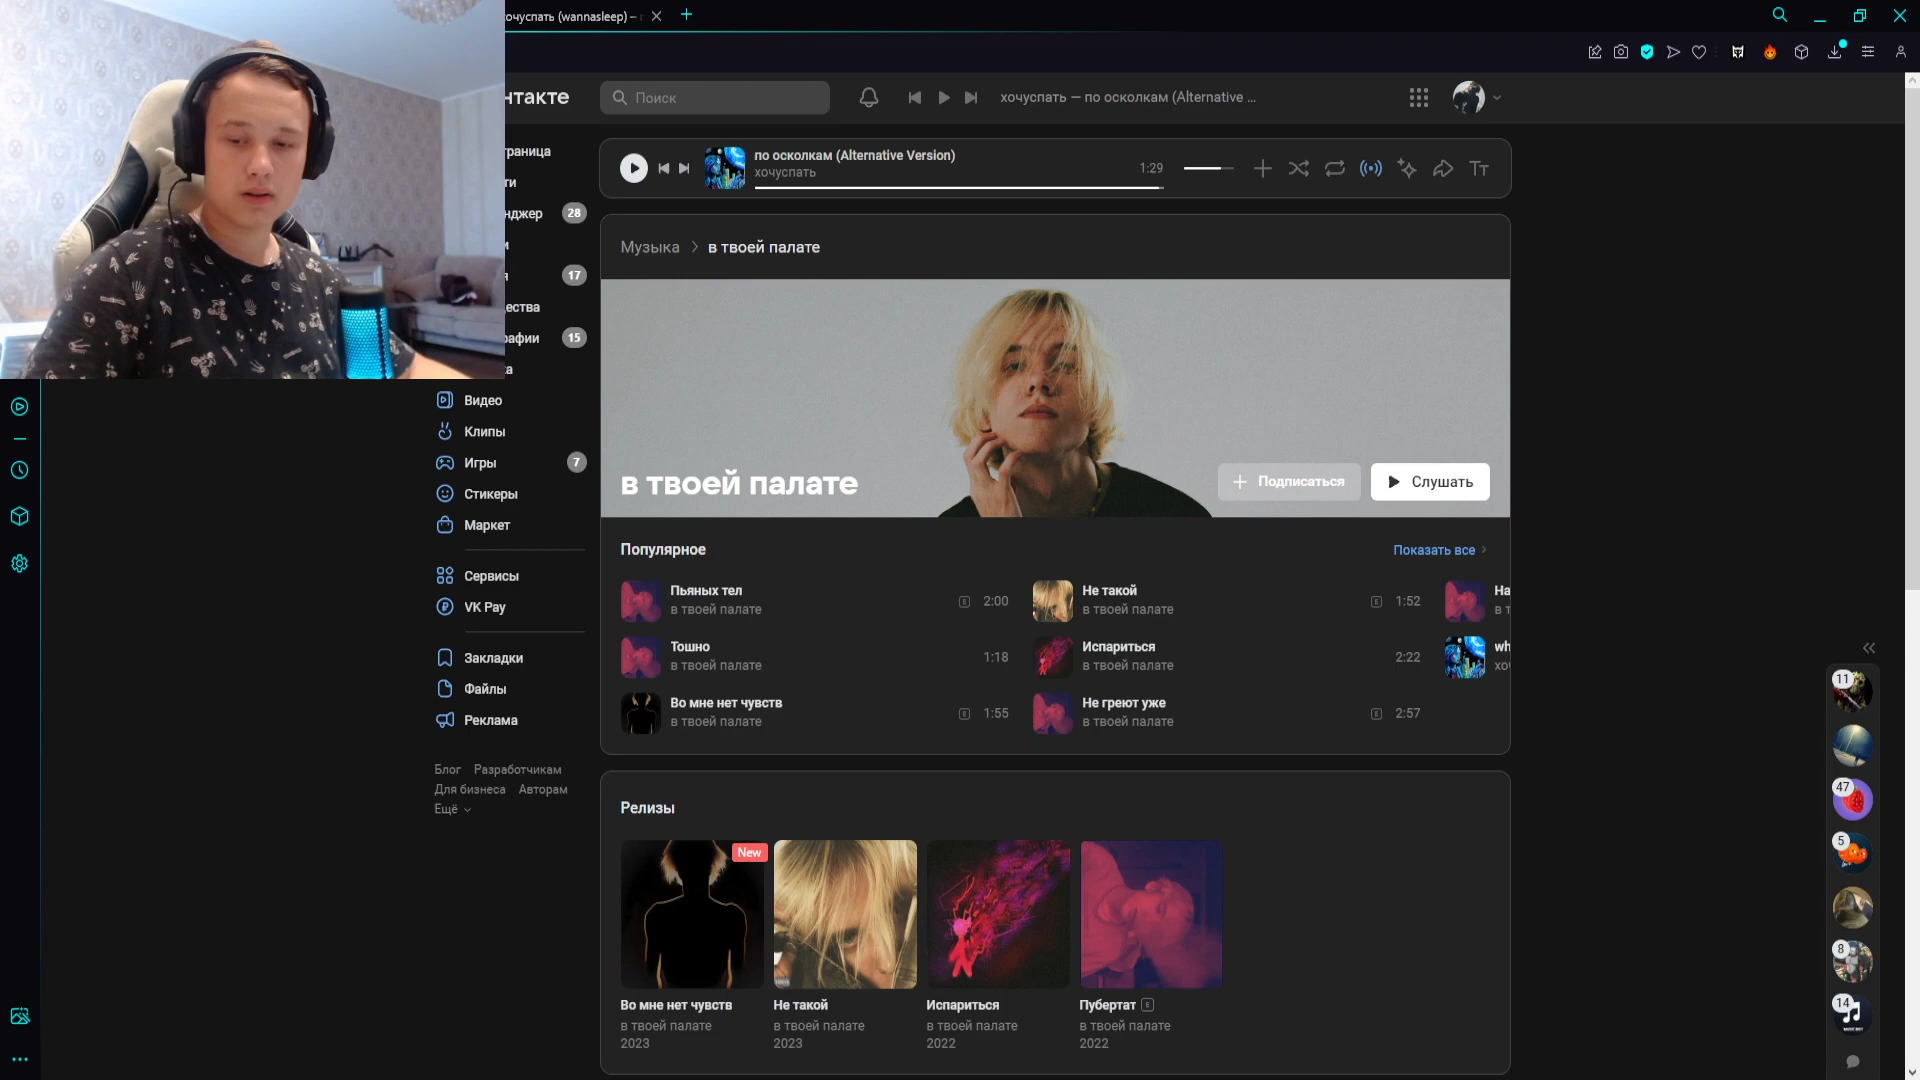 хочуспать (wannasleep) –
нтакте
Поиск
хочуспать — по осколкам (Alternative ...
по осколкам (Alternative Version)
хочуспать
1:29
28
17
15
Видео
Клипы
Игры
7
Стикеры
Маркет
Сервисы
VK Pay
Закладки
Файлы
Реклама
Блог Разработчикам
Для бизнеса Авторам
Ещё
Музыка > в твоей палате
в твоей палате
Подписаться
Слушать
Популярное
Показать все
Пьяных тел
в твоей палате
2:00
Не такой
в твоей палате
1:52
Тошно
в твоей палате
1:18
Испариться
в твоей палате
2:22
Во мне нет чувств
в твоей палате
1:55
Не греют уже
в твоей палате
2:57
Релизы
New
Во мне нет чувств
в твоей палате
2023
Не такой
в твоей палате
2023
Испариться
в твоей палате
2022
Пубертат E
в твоей палате
2022
11
47
5
8
14